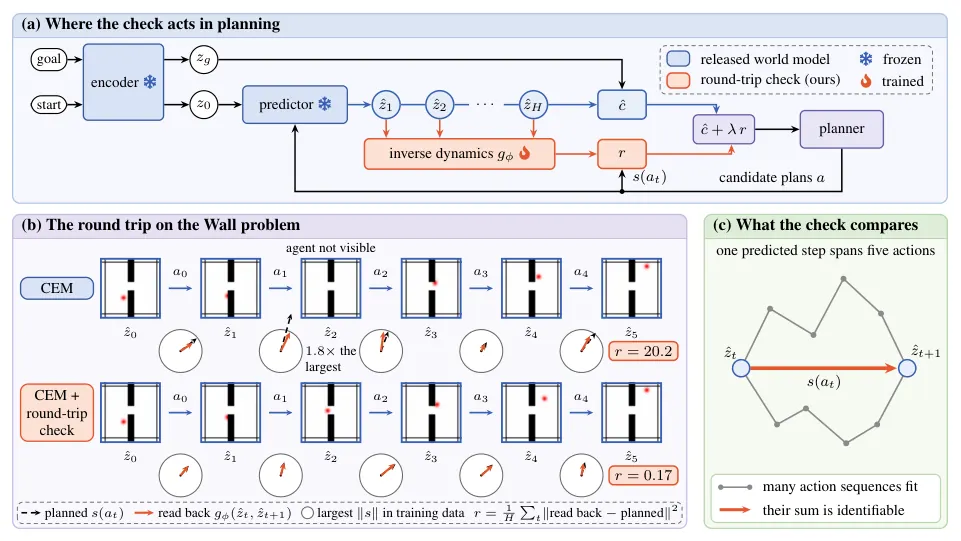 (a) Where the check acts in planning
goal
start
encoder
z_g
z_0
predictor
ẑ_1
ẑ_2
···
ẑ_H
ĉ
inverse dynamics g_ϕ
r
s(a_t)
ĉ + λ r
planner
candidate plans a
released world model
frozen
round-trip check (ours)
trained
(b) The round trip on the Wall problem
agent not visible
CEM
a_0 a_1 a_2 a_3 a_4
ẑ_0 ẑ_1 ẑ_2 ẑ_3 ẑ_4 ẑ_5
1.8× the
largest
r = 20.2
CEM +
round-trip
check
a_0 a_1 a_2 a_3 a_4
ẑ_0 ẑ_1 ẑ_2 ẑ_3 ẑ_4 ẑ_5
r = 0.17
planned s(a_t) read back g_ϕ(ẑ_t, ẑ_{t+1}) largest ‖s‖ in training data r = 1/H ∑_t ‖read back − planned‖²
(c) What the check compares
one predicted step spans five actions
ẑ_t
ẑ_{t+1}
s(a_t)
many action sequences fit
their sum is identifiable